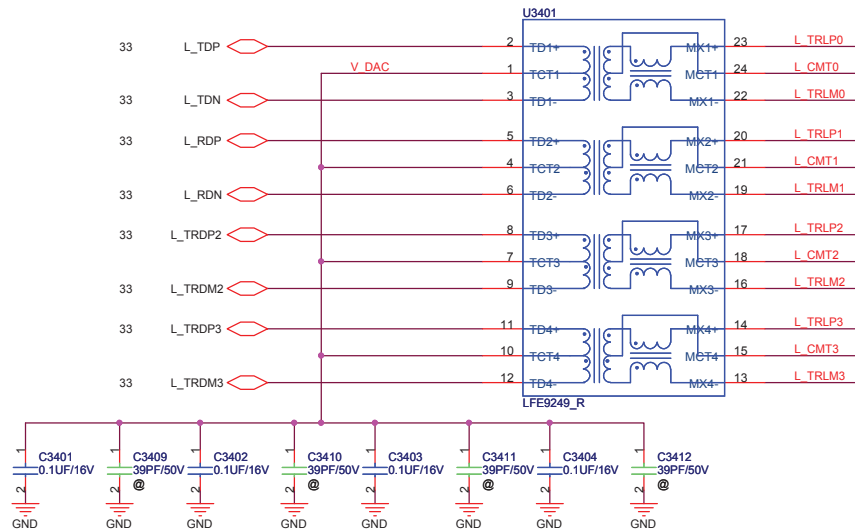 U3401
33 L_TDP 2 TD1+ MX1+ 23 L_TRLP0
V_DAC 1 TCT1 MCT1 24 L_CMT0
33 L_TDN 3 TD1- MX1- 22 L_TRLM0
33 L_RDP 5 TD2+ MX2+ 20 L_TRLP1
4 TCT2 MCT2 21 L_CMT1
33 L_RDN 6 TD2- MX2- 19 L_TRLM1
33 L_TRDP2 8 TD3+ MX3+ 17 L_TRLP2
7 TCT3 MCT3 18 L_CMT2
33 L_TRDM2 9 TD3- MX3- 16 L_TRLM2
33 L_TRDP3 11 TD4+ MX4+ 14 L_TRLP3
10 TCT4 MCT4 15 L_CMT3
33 L_TRDM3 12 TD4- MX4- 13 L_TRLM3
LFE9249_R
1 1 1 1 1 1 1 1
C3401 C3409 C3402 C3410 C3403 C3411 C3404 C3412
0.1UF/16V 39PF/50V 0.1UF/16V 39PF/50V 0.1UF/16V 39PF/50V 0.1UF/16V 39PF/50V
2 2 @ 2 2 @ 2 2 @ 2 2 @
GND GND GND GND GND GND GND GND